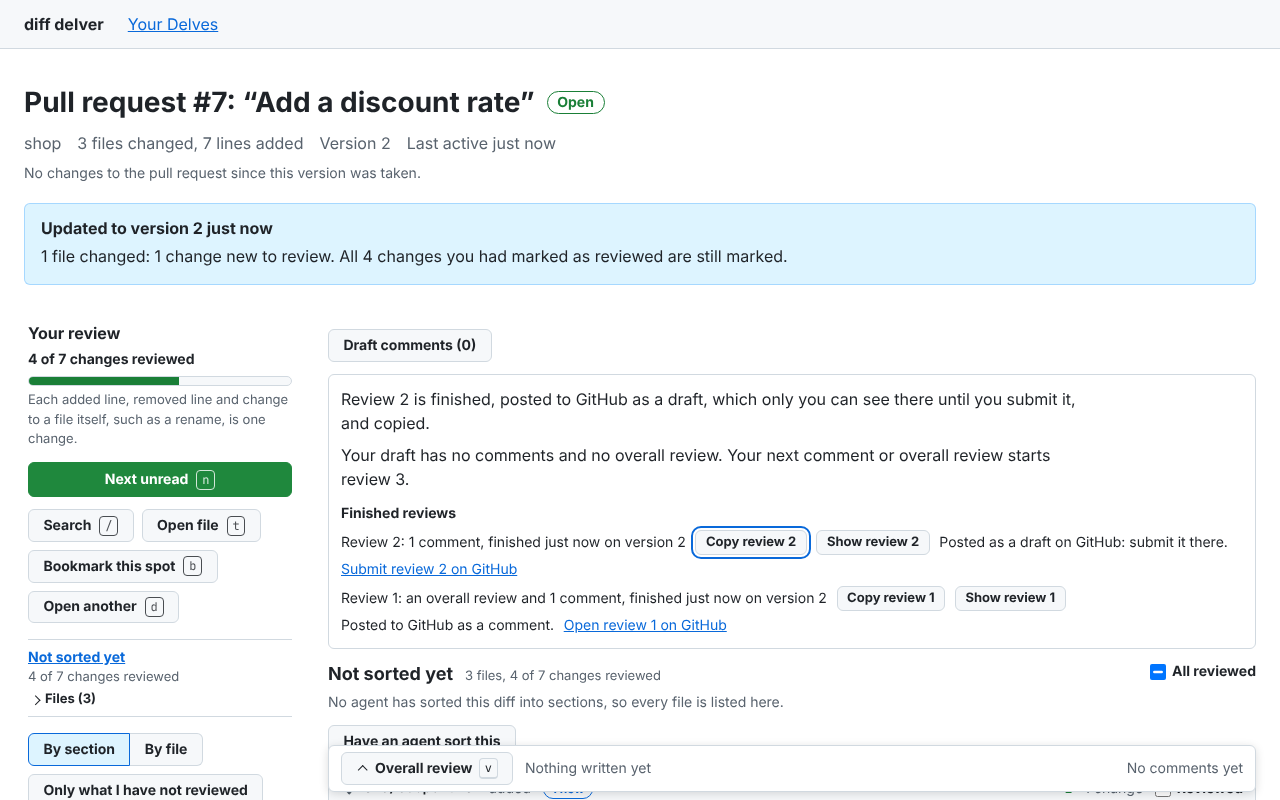 diff delver Your Delves
Pull request #7: “Add a discount rate” Open
shop 3 files changed, 7 lines added Version 2 Last active just now
No changes to the pull request since this version was taken.
Updated to version 2 just now
1 file changed: 1 change new to review. All 4 changes you had marked as reviewed are still marked.
Your review
4 of 7 changes reviewed
Each added line, removed line and change
to a file itself, such as a rename, is one
change.
Next unread n
Search /
Open file t
Bookmark this spot b
Open another d
Not sorted yet
4 of 7 changes reviewed
Files (3)
By section By file
Only what I have not reviewed
Draft comments (0)
Review 2 is finished, posted to GitHub as a draft, which only you can see there until you submit it,
and copied.
Your draft has no comments and no overall review. Your next comment or overall review starts
review 3.
Finished reviews
Review 2: 1 comment, finished just now on version 2 Copy review 2 Show review 2 Posted as a draft on GitHub: submit it there.
Submit review 2 on GitHub
Review 1: an overall review and 1 comment, finished just now on version 2 Copy review 1 Show review 1
Posted to GitHub as a comment. Open review 1 on GitHub
Not sorted yet 3 files, 4 of 7 changes reviewed All reviewed
No agent has sorted this diff into sections, so every file is listed here.
Have an agent sort this
Overall review v Nothing written yet No comments yet